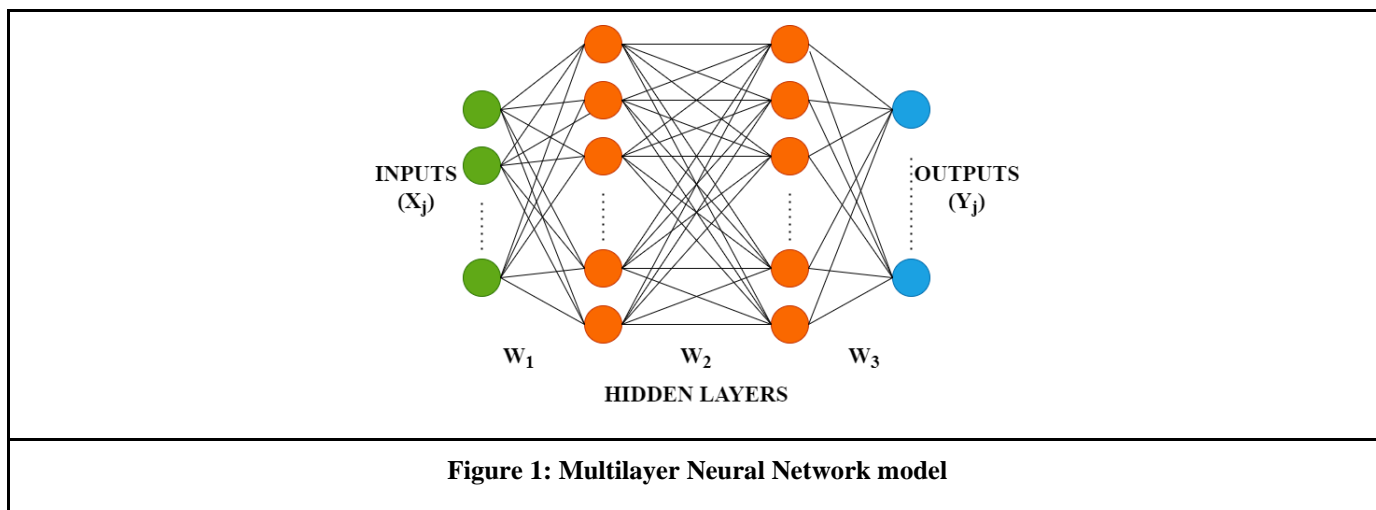 INPUTS
(Xj)
OUTPUTS
(Yj)
W1
W2
W3
HIDDEN LAYERS
Figure 1: Multilayer Neural Network model